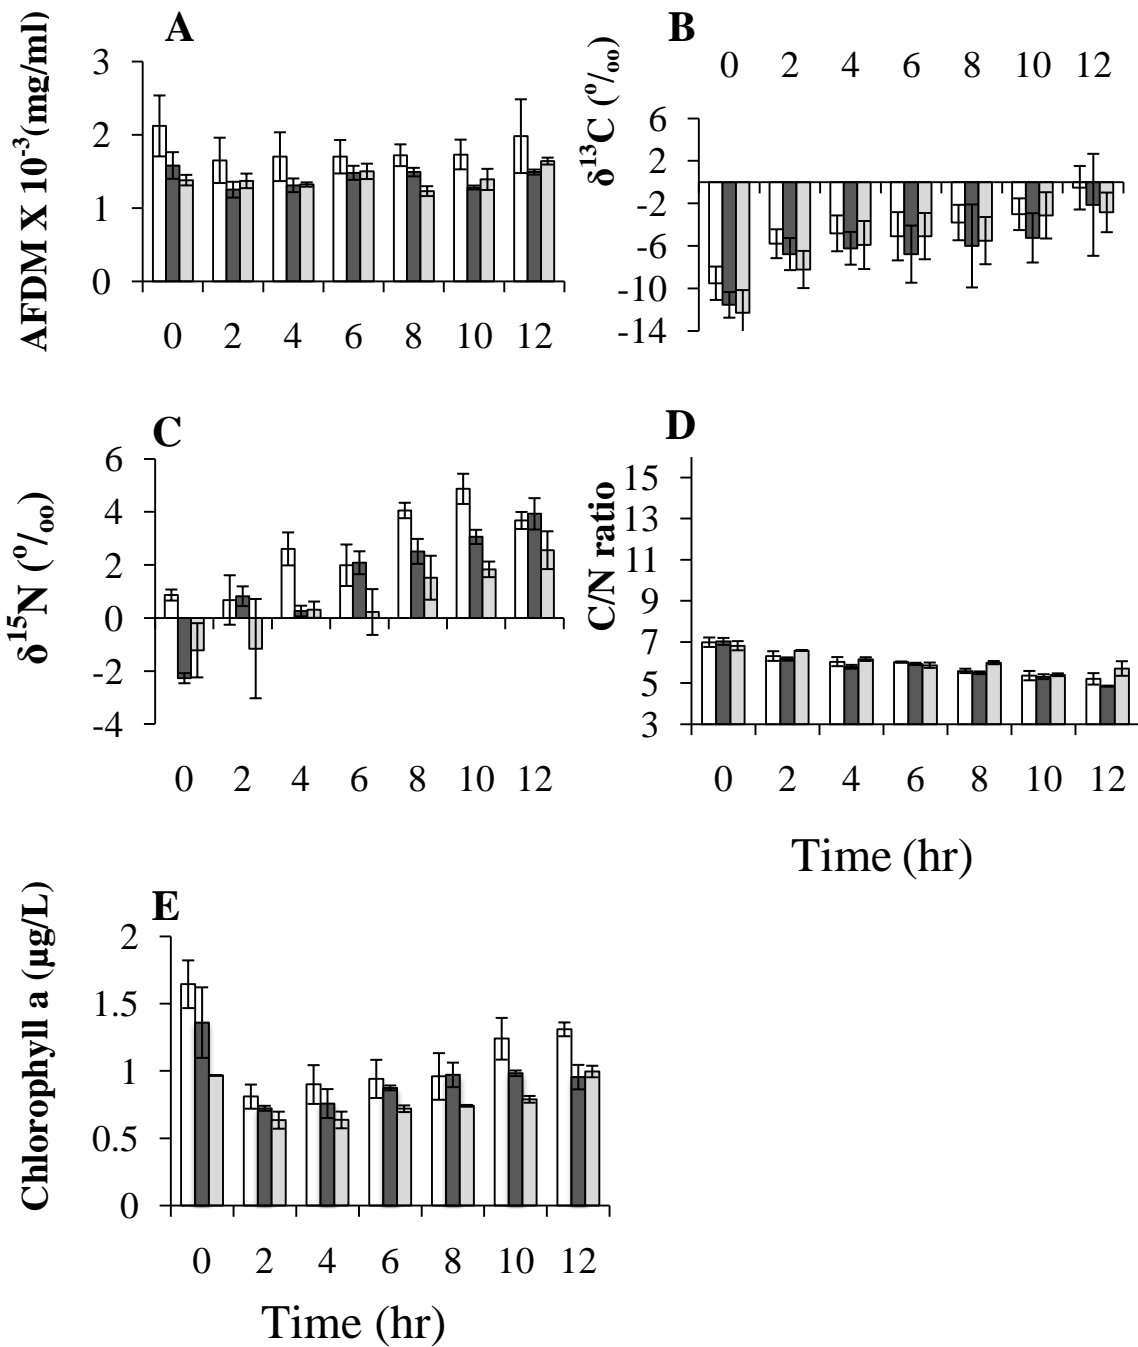 A
AFDM X 10-3(mg/ml)
3
2
1
0
0 2 4 6 8 10 12
B
δ13C (o/oo)
0 2 4 6 8 10 12
6
2
-2
-6
-10
-14
C
δ15N (o/oo)
6
4
2
0
-2
-4
0 2 4 6 8 10 12
D
C/N ratio
15
13
11
9
7
5
3
0 2 4 6 8 10 12
Time (hr)
E
Chlorophyll a (µg/L)
2
1.5
1
0.5
0
0 2 4 6 8 10 12
Time (hr)